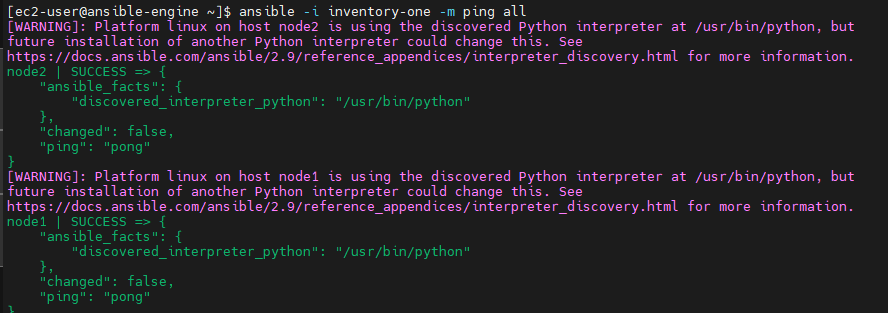 [ec2-user@ansible-engine ~]$ ansible -i inventory-one -m ping all
[WARNING]: Platform linux on host node2 is using the discovered Python interpreter at /usr/bin/python, but
future installation of another Python interpreter could change this. See
https://docs.ansible.com/ansible/2.9/reference_appendices/interpreter_discovery.html for more information.
node2 | SUCCESS => {
    "ansible_facts": {
        "discovered_interpreter_python": "/usr/bin/python"
    },
    "changed": false,
    "ping": "pong"
}
[WARNING]: Platform linux on host node1 is using the discovered Python interpreter at /usr/bin/python, but
future installation of another Python interpreter could change this. See
https://docs.ansible.com/ansible/2.9/reference_appendices/interpreter_discovery.html for more information.
node1 | SUCCESS => {
    "ansible_facts": {
        "discovered_interpreter_python": "/usr/bin/python"
    },
    "changed": false,
    "ping": "pong"
}